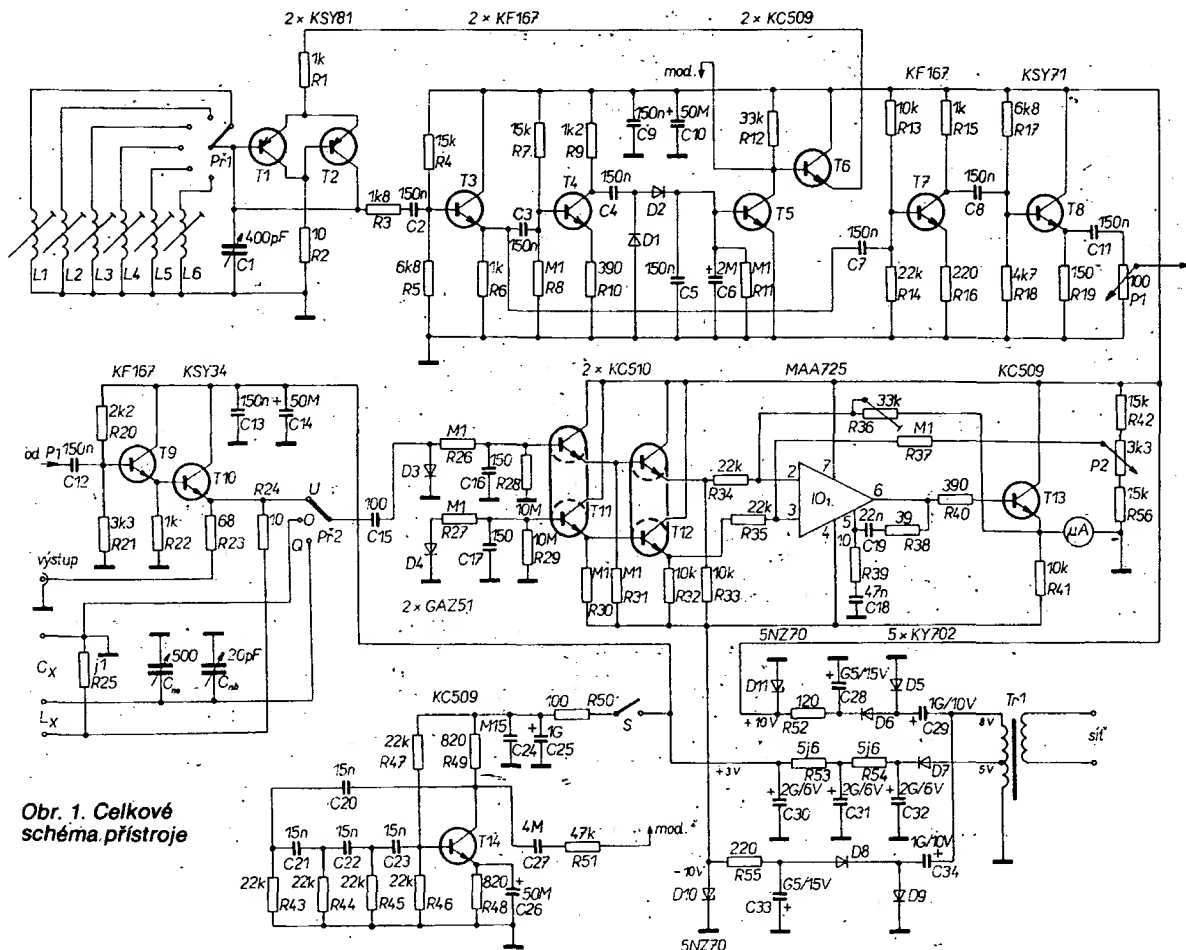 2 × KSY81
2 × KF167
2 × KC509
1k
R1
Př1
T1
T2
L1
L2
L3
L4
L5
L6
400pF
C1
10
R2
1k8
R3
150n
C2
15k
R4
6k8
R5
T3
1k
R6
C3
150n
15k
R7
M1
R8
1k2
R9
T4
390
R10
150n
C4
D1
D2
150n
C5
2M
C6
M1
R11
150n
C9
50M
C10
mod.
33k
R12
T5
T6
150n
C7
KF167
KSY71
10k
R13
22k
R14
1k
R15
T7
220
R16
150n
C8
6k8
R17
4k7
R18
T8
150
R19
C11
150n
100
P1
KF167
KSY34
od P1
150n
C12
2k2
R20
3k3
R21
T9
1k
R22
T10
68
R23
150n
C13
50M
C14
R24
10
U
O
Q
Př2
100
C15
výstup
Cx
Lx
j1
R25
500
20pF
D3
D4
M1
R26
M1
R27
150
C16
150
C17
R28
10M
10M
R29
2 × GAZ51
2 × KC510
T11
T12
M1
R30
M1
R31
10k
R32
10k
R33
22k
R34
22k
R35
MAA725
R36
33k
M1
R37
2
3
7
6
5
4
10
IO1
22n
C19
39
R38
R39
47n
C18
390
R40
KC509
T13
µA
10k
R41
15k
R42
3k3
P2
15k
R56
KC509
22k
R47
820
R49
M15
C24
1G
C25
100
R50
S
15n
C20
15n
C21
15n
C22
15n
C23
22k
R43
22k
R44
22k
R45
22k
R46
T14
820
R48
50M
C26
4M
C27
47k
R51
mod.
5NZ70
5 × KY702
D11
+10V
120
R52
G5/15V
C28
D6
D5
1G/10V
C29
8V
5V
Tr1
síť
+3V
5j6
R53
5j6
R54
D7
2G/6V
C30
2G/6V
C31
2G/6V
C32
-10V
D10
5NZ70
220
R55
G5/15V
C33
D8
D9
1G/10V
C34
Obr. 1. Celkové
schéma přístroje